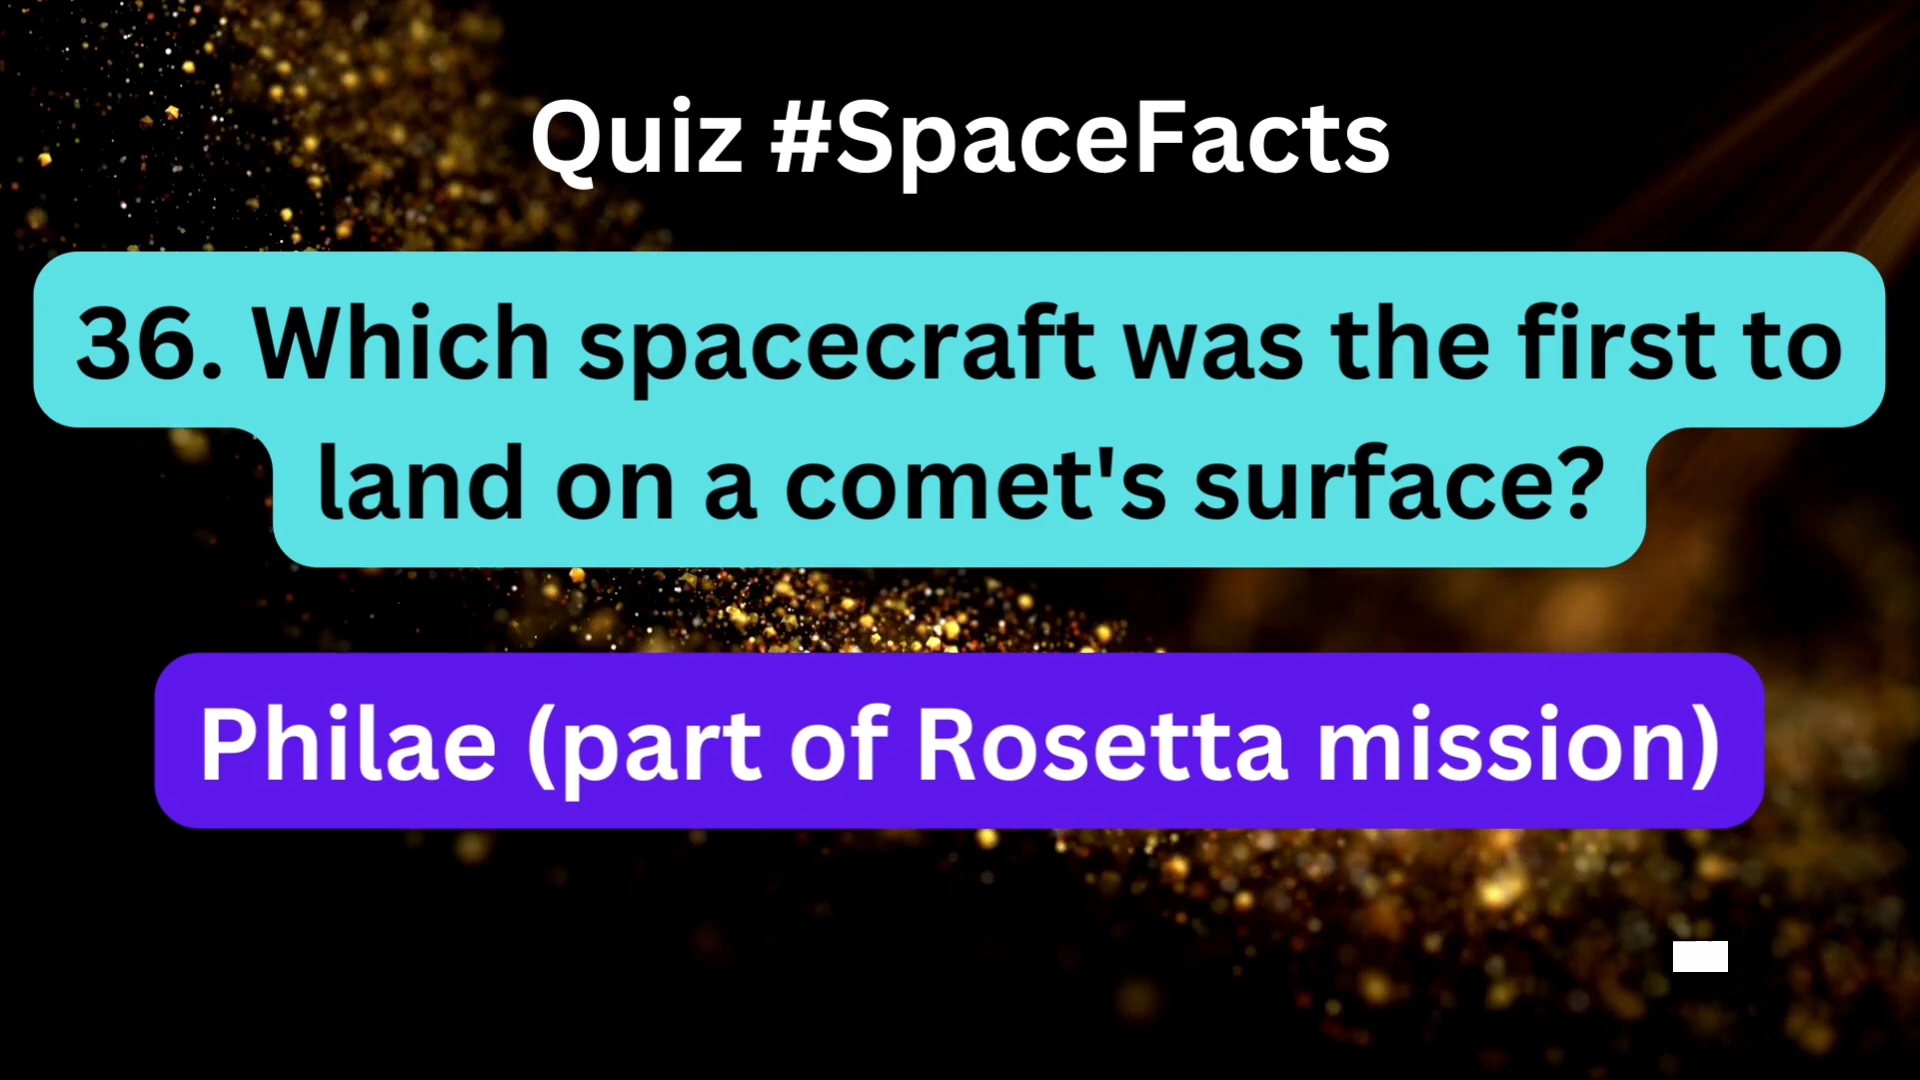 Quiz #SpaceFacts
36. Which spacecraft was the first to
land on a comet's surface?
Philae (part of Rosetta mission)